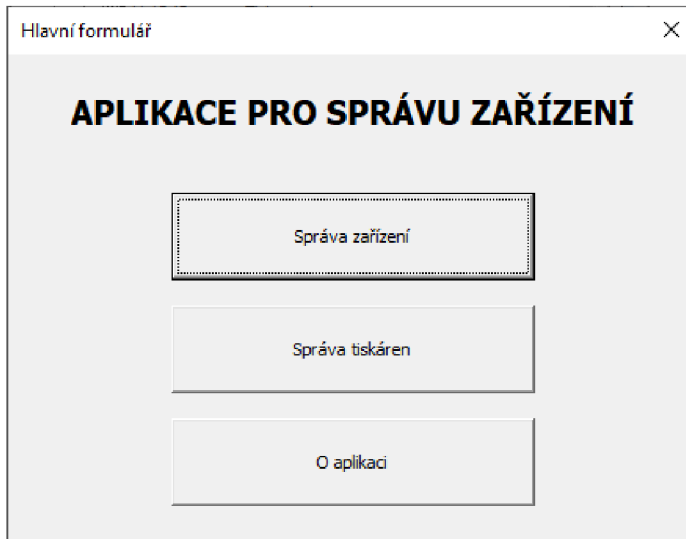 Hlavní formulář
APLIKACE PRO SPRÁVU ZAŘÍZENÍ
Správa zařízení
Správa tiskáren
O aplikaci